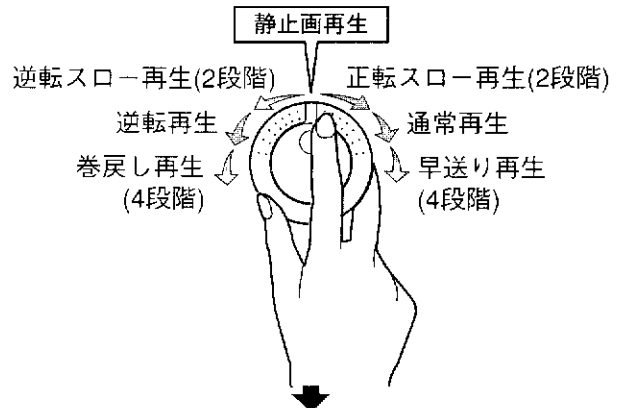 静止画再生
逆転スロー再生(2段階)
正転スロー再生(2段階)
逆転再生
通常再生
巻戻し再生
(4段階)
早送り再生
(4段階)